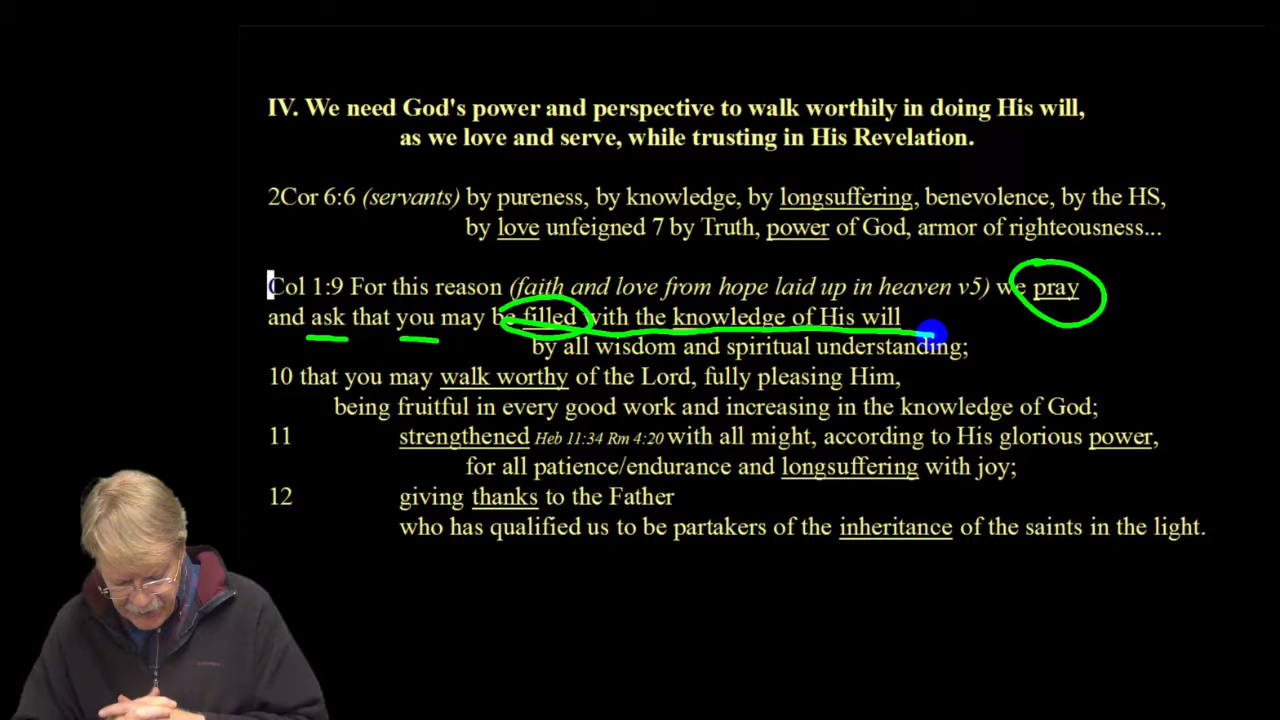 IV. We need God's power and perspective to walk worthily in doing His will,
as we love and serve, while trusting in His Revelation.
2Cor 6:6 (servants) by pureness, by knowledge, by longsuffering, benevolence, by the HS,
by love unfeigned 7 by Truth, power of God, armor of righteousness...
Col 1:9 For this reason (faith and love from hope laid up in heaven v5) we pray
and ask that you may be filled with the knowledge of His will
by all wisdom and spiritual understanding;
10 that you may walk worthy of the Lord, fully pleasing Him,
being fruitful in every good work and increasing in the knowledge of God;
11 strengthened Heb 11:34 Rm 4:20 with all might, according to His glorious power,
for all patience/endurance and longsuffering with joy;
12 giving thanks to the Father
who has qualified us to be partakers of the inheritance of the saints in the light.